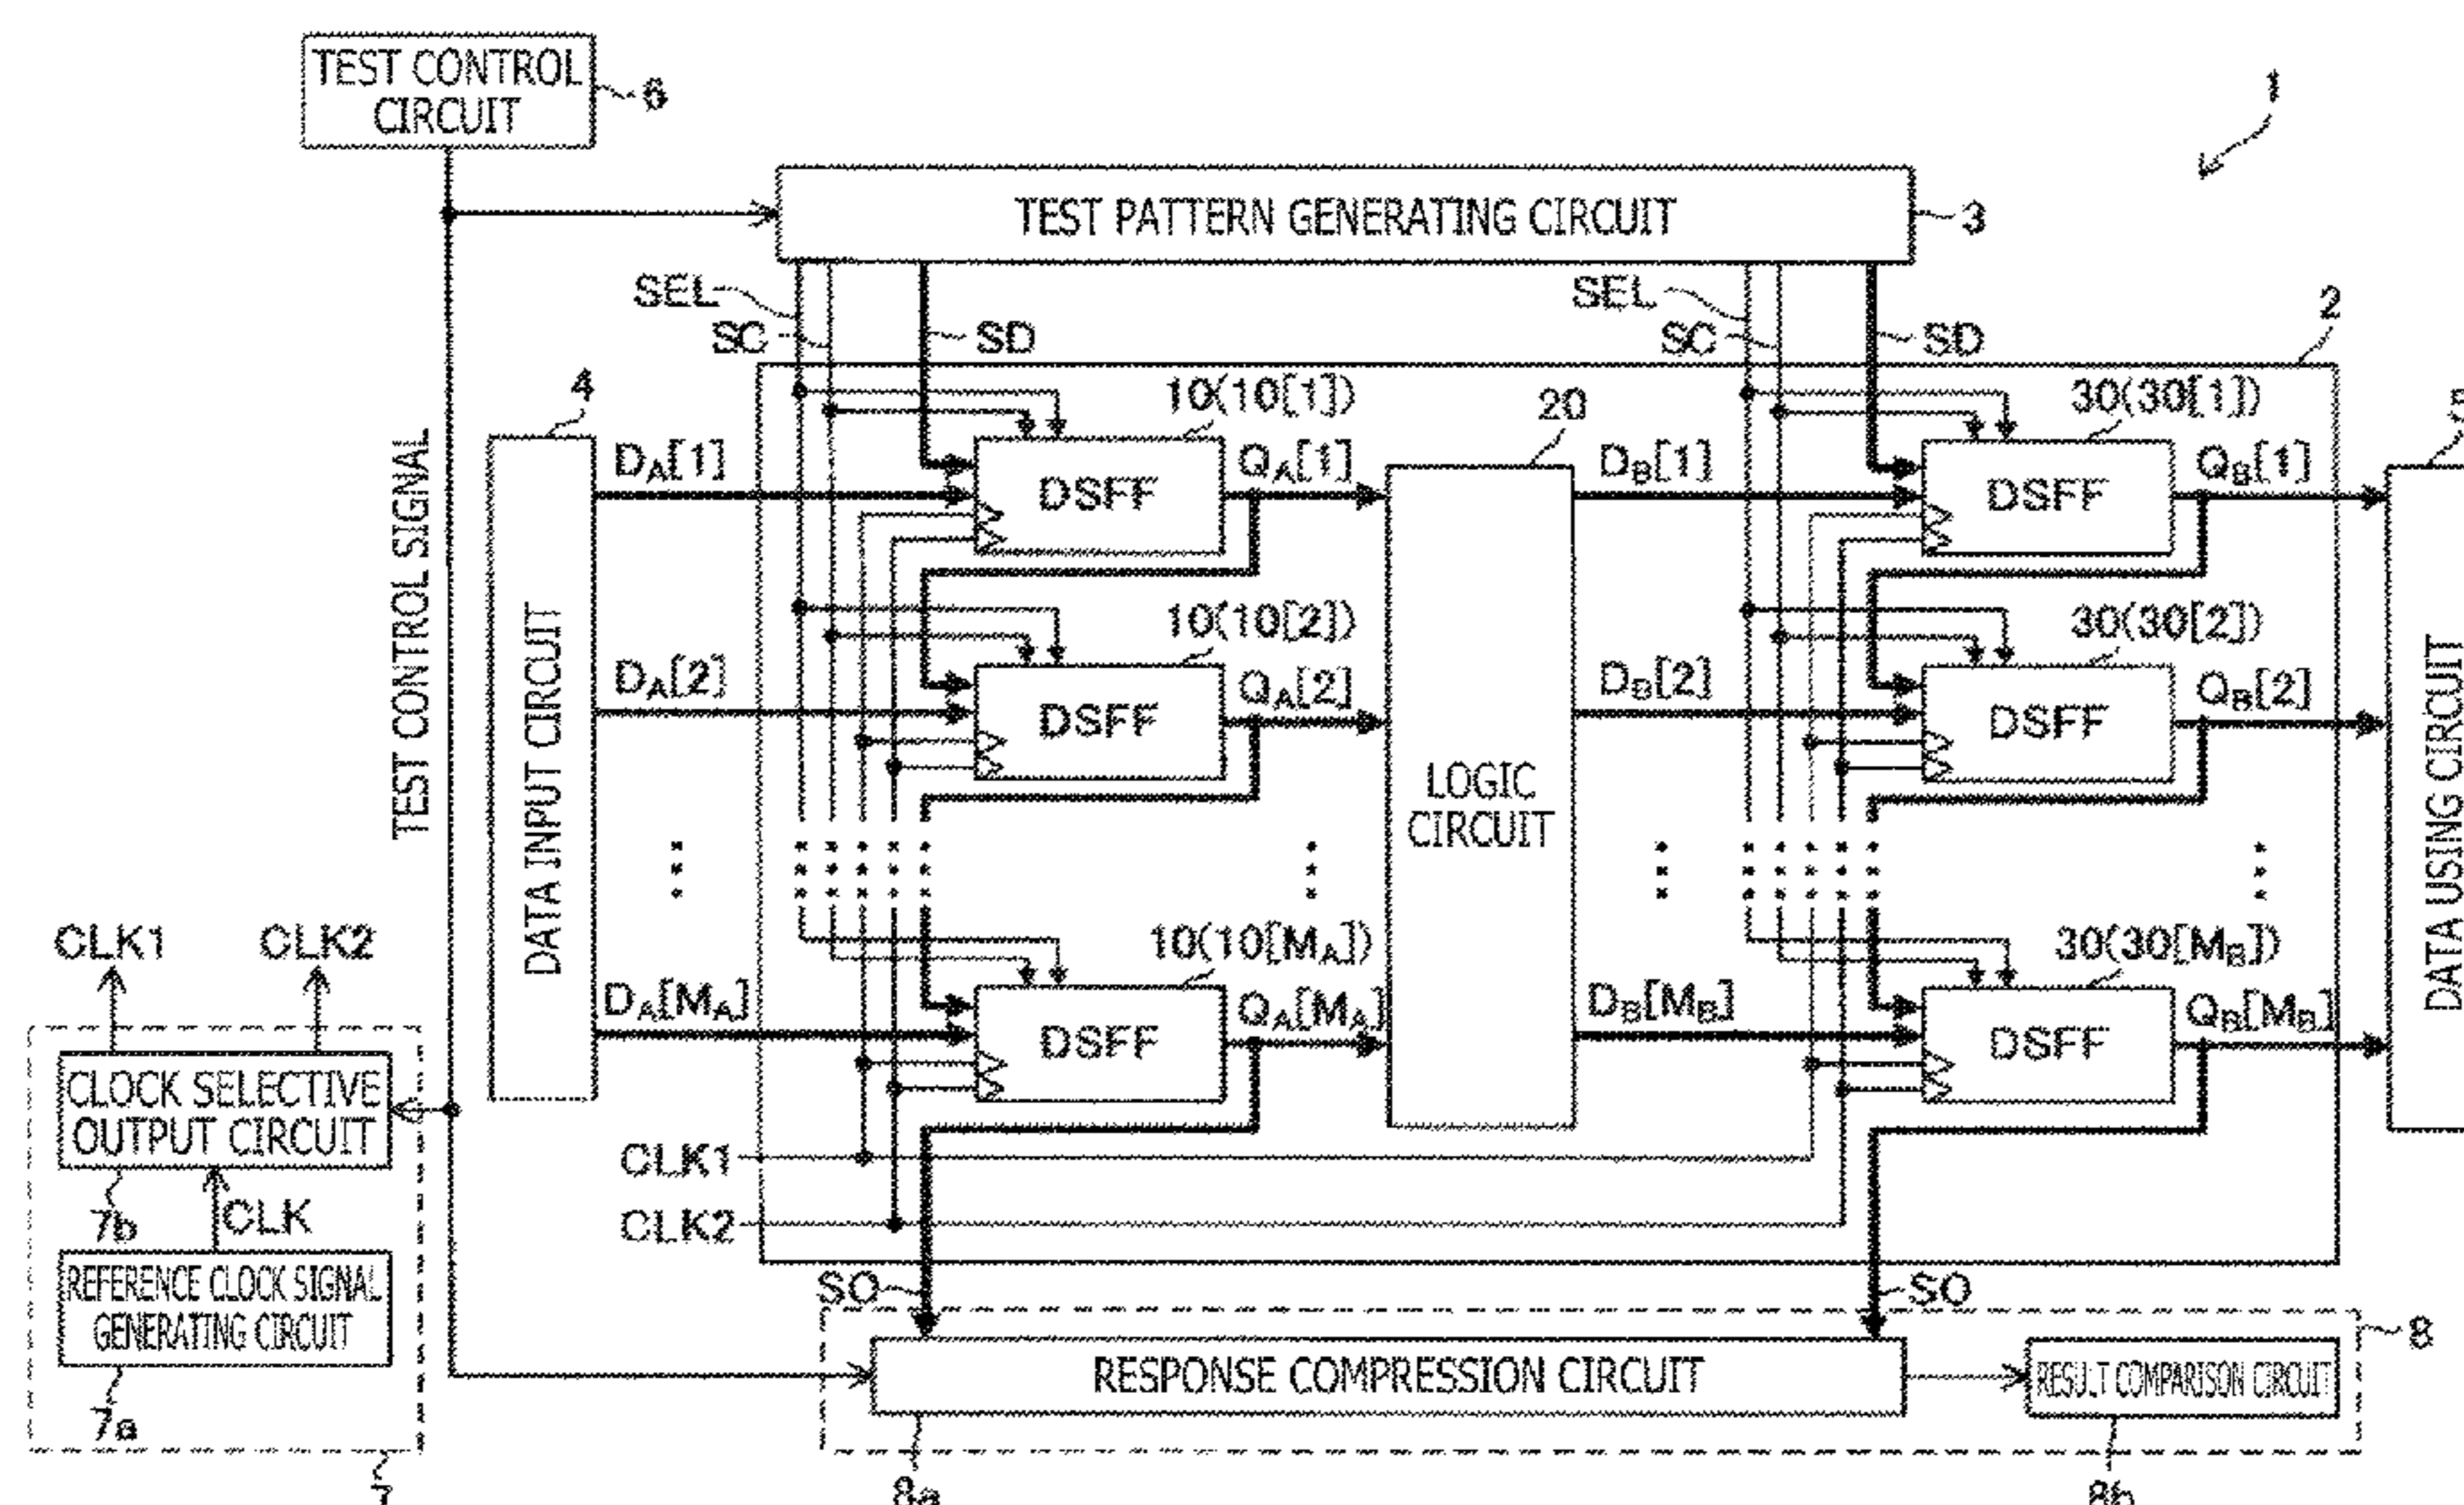 TEST CONTROL
CIRCUIT
6
1
TEST PATTERN GENERATING CIRCUIT
3
SEL
SC
SD
SEL
SC
SD
2
4
10(10[1])
20
30(30[1])
5
TEST CONTROL SIGNAL
DATA INPUT CIRCUIT
DA[1]
DSFF
QA[1]
DB[1]
DSFF
QB[1]
10(10[2])
30(30[2])
DA[2]
DSFF
QA[2]
DB[2]
DSFF
QB[2]
LOGIC
CIRCUIT
DATA USING CIRCUIT
10(10[MA])
30(30[MB])
DA[MA]
DSFF
QA[MA]
DB[MB]
DSFF
QB[MB]
CLK1
CLK2
CLOCK SELECTIVE
OUTPUT CIRCUIT
7b
CLK
REFERENCE CLOCK SIGNAL
GENERATING CIRCUIT
7a
7
CLK1
CLK2
SO
SO
8
RESPONSE COMPRESSION CIRCUIT
RESULT COMPARISON CIRCUIT
8a
8b